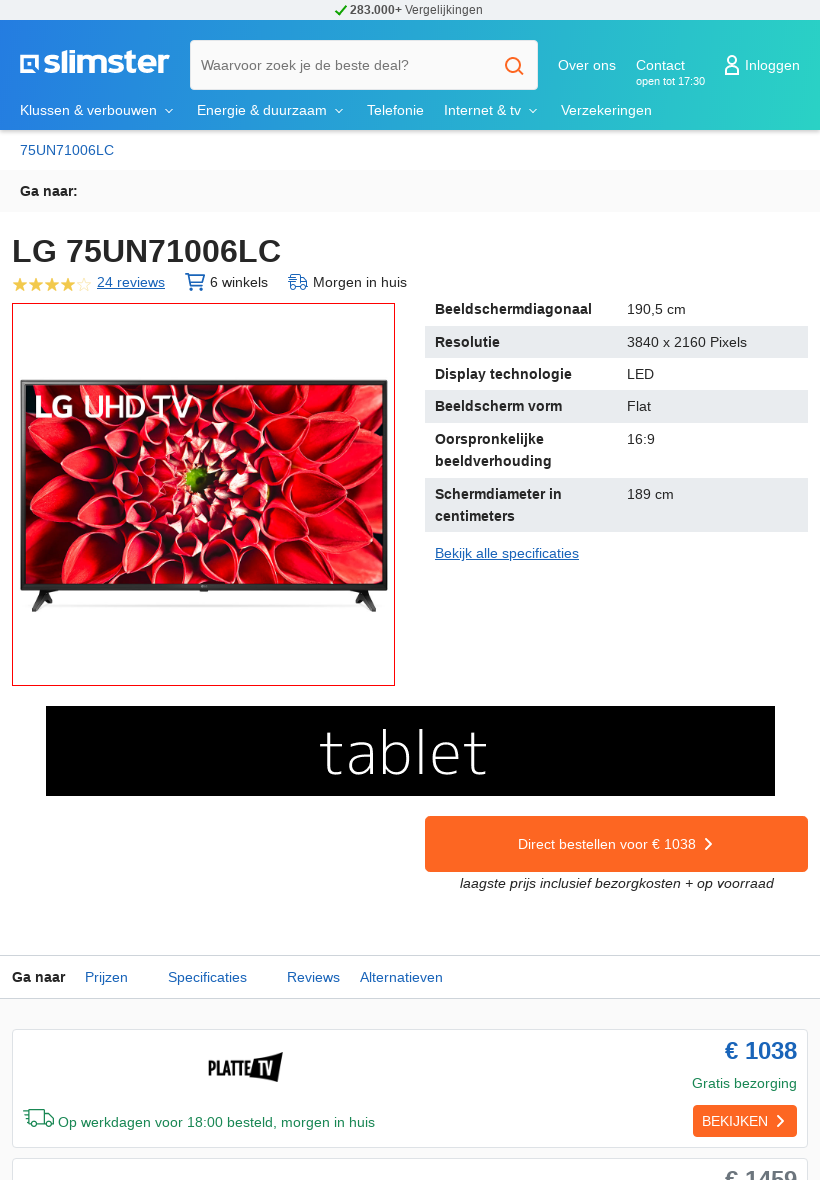 283.000+ Vergelijkingen
slimster
Waarvoor zoek je de beste deal?
Over ons
Contact
open tot 17:30
Inloggen
Klussen & verbouwen
Energie & duurzaam
Telefonie
Internet & tv
Verzekeringen
75UN71006LC
Ga naar:
LG 75UN71006LC
24 reviews
6 winkels
Morgen in huis
LG UHD TV
Beeldschermdiagonaal 190,5 cm
Resolutie 3840 x 2160 Pixels
Display technologie LED
Beeldscherm vorm Flat
Oorspronkelijke 16:9
beeldverhouding
Schermdiameter in 189 cm
centimeters
Bekijk alle specificaties
tablet
Direct bestellen voor € 1038
laagste prijs inclusief bezorgkosten + op voorraad
Ga naar Prijzen Specificaties Reviews Alternatieven
PLATTE TV
€ 1038
Gratis bezorging
Op werkdagen voor 18:00 besteld, morgen in huis
BEKIJKEN
€ 1459